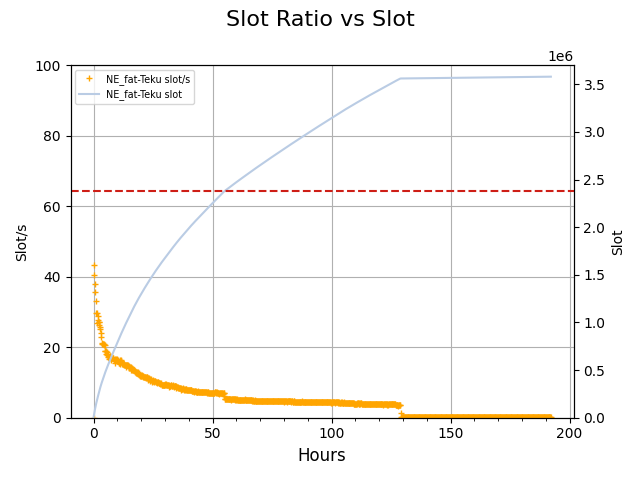 Slot Ratio vs Slot
1e6
NE_fat-Teku slot/s
NE_fat-Teku slot
100
80
60
40
20
0
Slot/s
3.5
3.0
2.5
2.0
1.5
1.0
0.5
0.0
Slot
0
50
100
150
200
Hours